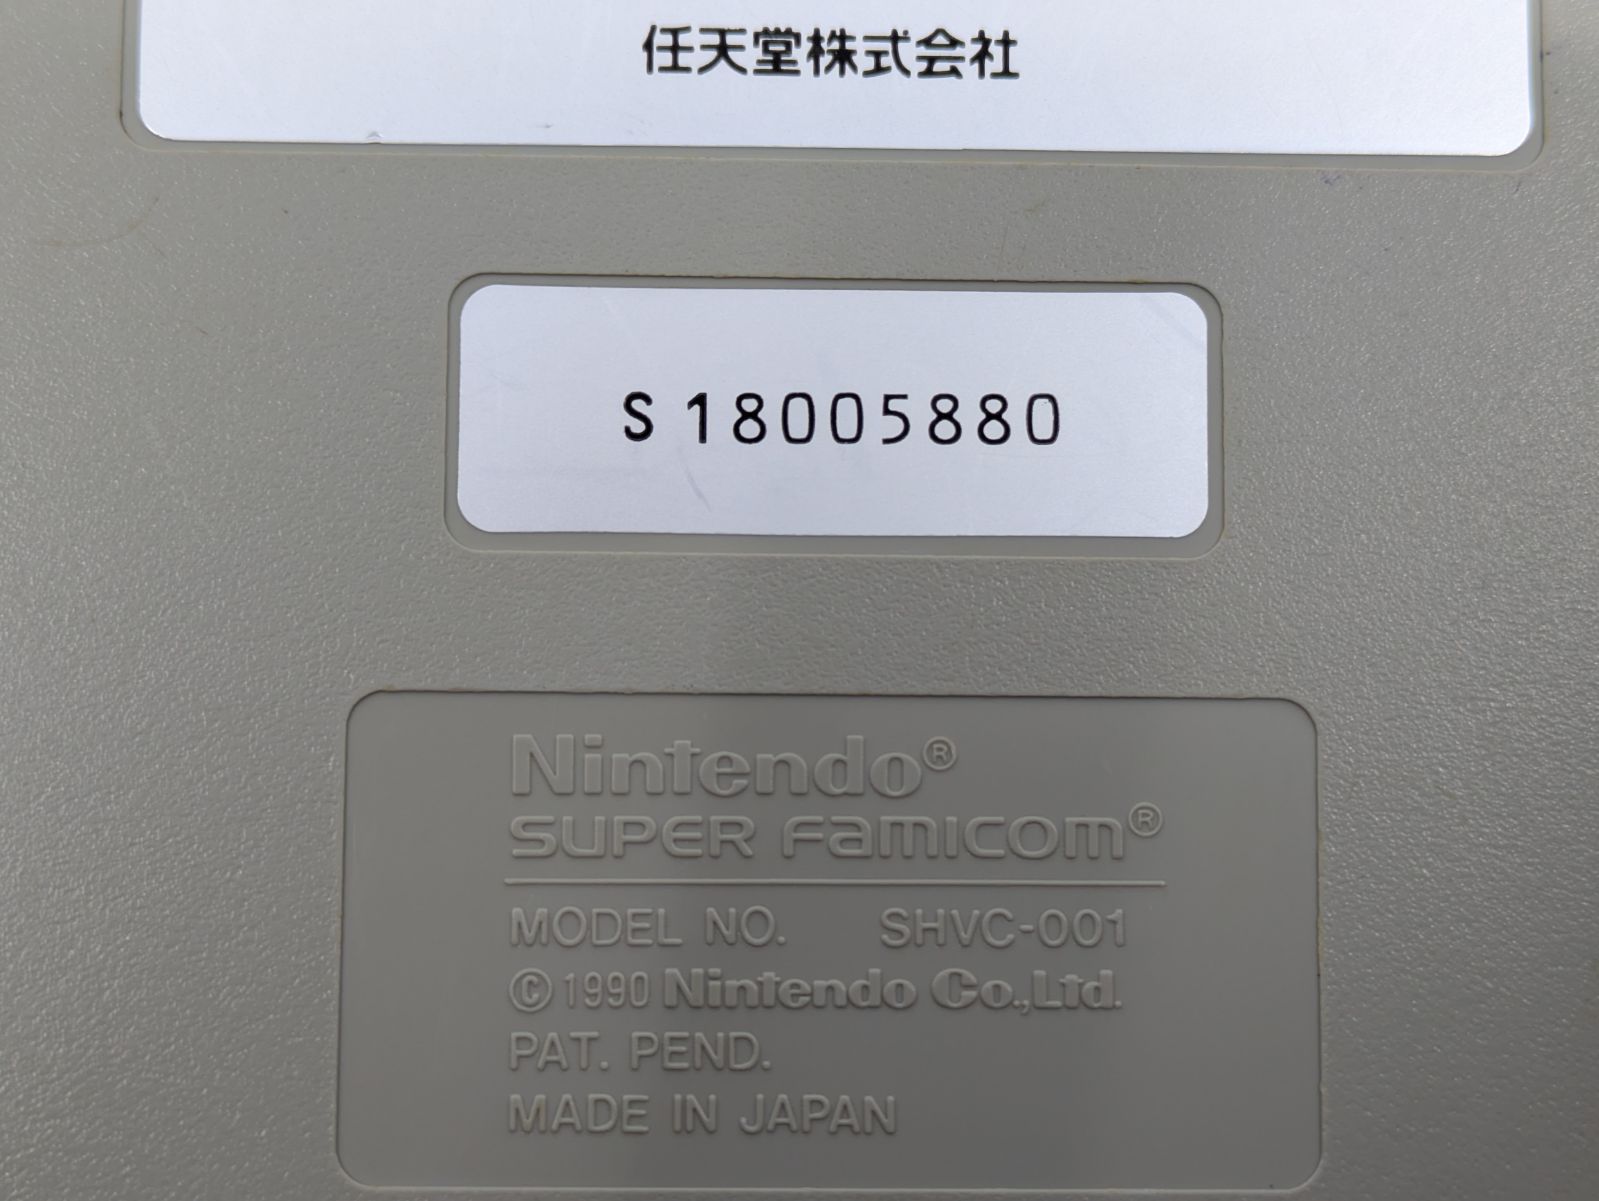 任天堂株式会社
S 18005880
Nintendo®
SUPER FAMICOM®
MODEL NO. SHVC-001
©1990 Nintendo Co.,Ltd.
PAT. PEND.
MADE IN JAPAN